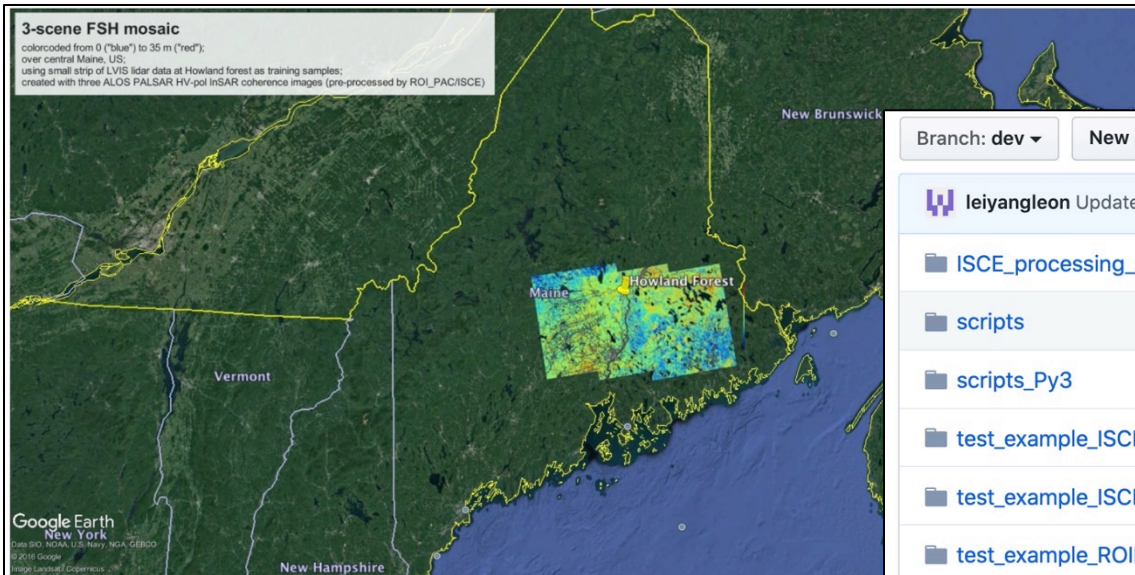 3-scene FSH mosaic
colorcoded from 0 ("blue") to 35 m ("red");
over central Maine, US;
using small strip of LVIS lidar data at Howland forest as training samples;
created with three ALOS PALSAR HV-pol InSAR coherence images (pre-processed by ROI_PAC/ISCE)
New Brunswick
Howland Forest
Maine
Vermont
Google Earth
New York
Data SIO, NOAA, U.S. Navy, NGA, GEBCO
© 2016 Google
Image Landsat / Copernicus
New Hampshire
Branch: dev
New
leiyangleon Update
ISCE_processing_
scripts
scripts_Py3
test_example_ISCE
test_example_ISCE
test_example_ROI